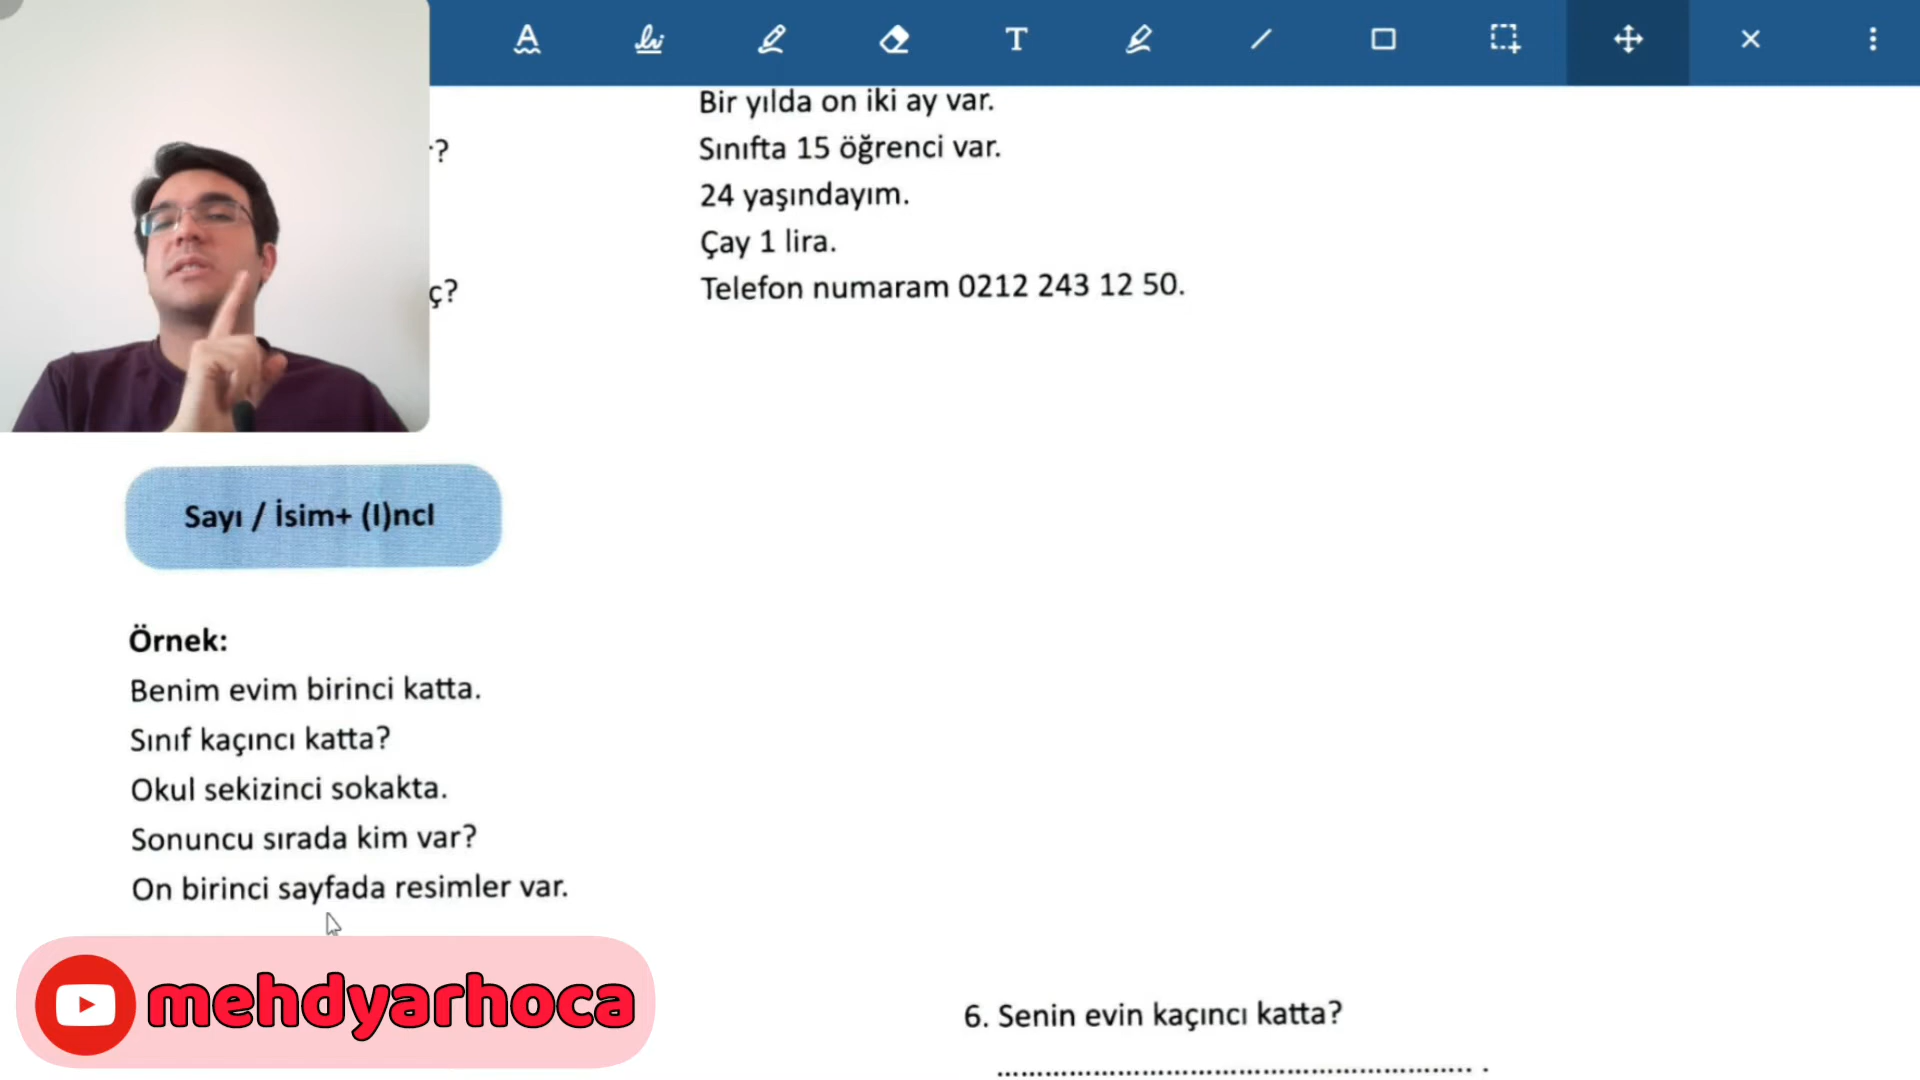 Bir yılda on iki ay var.
Sınıfta 15 öğrenci var.
24 yaşındayım.
Çay 1 lira.
Telefon numaram 0212 243 12 50.
r?
ç?
Sayı / İsim+ (I)ncI
Örnek:
Benim evim birinci katta.
Sınıf kaçıncı katta?
Okul sekizinci sokakta.
Sonuncu sırada kim var?
On birinci sayfada resimler var.
mehdyarhoca
6. Senin evin kaçıncı katta?